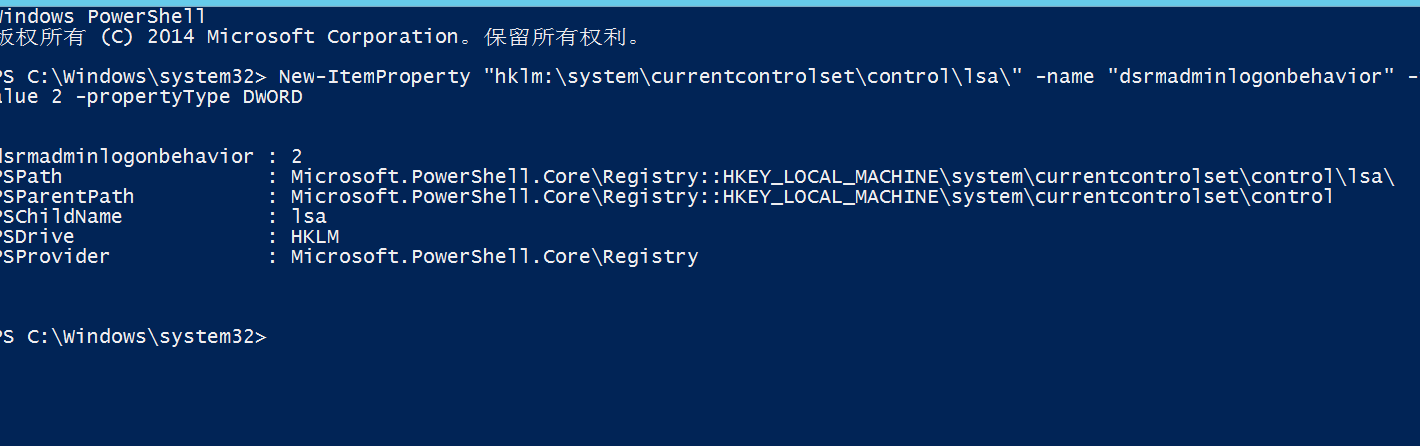 Windows PowerShell
版权所有 (C) 2014 Microsoft Corporation。保留所有权利。
PS C:\Windows\system32> New-ItemProperty "hklm:\system\currentcontrolset\control\lsa\" -name "dsrmadminlogonbehavior" -
alue 2 -propertyType DWORD
dsrmadminlogonbehavior : 2
PSPath : Microsoft.PowerShell.Core\Registry::HKEY_LOCAL_MACHINE\system\currentcontrolset\control\lsa\
PSParentPath : Microsoft.PowerShell.Core\Registry::HKEY_LOCAL_MACHINE\system\currentcontrolset\control
PSChildName : lsa
PSDrive : HKLM
PSProvider : Microsoft.PowerShell.Core\Registry
PS C:\Windows\system32>